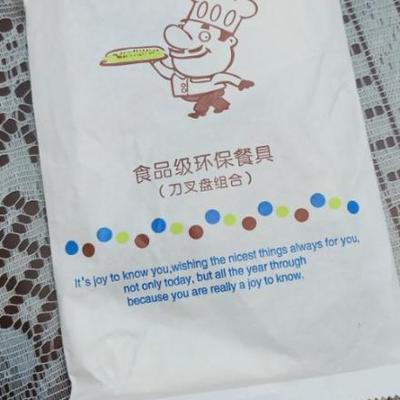 食品级环保餐具
（刀叉盘组合）
It's joy to know you,wishing the nicest things always for you,
not only today, but all the year through
because you are really a joy to know.